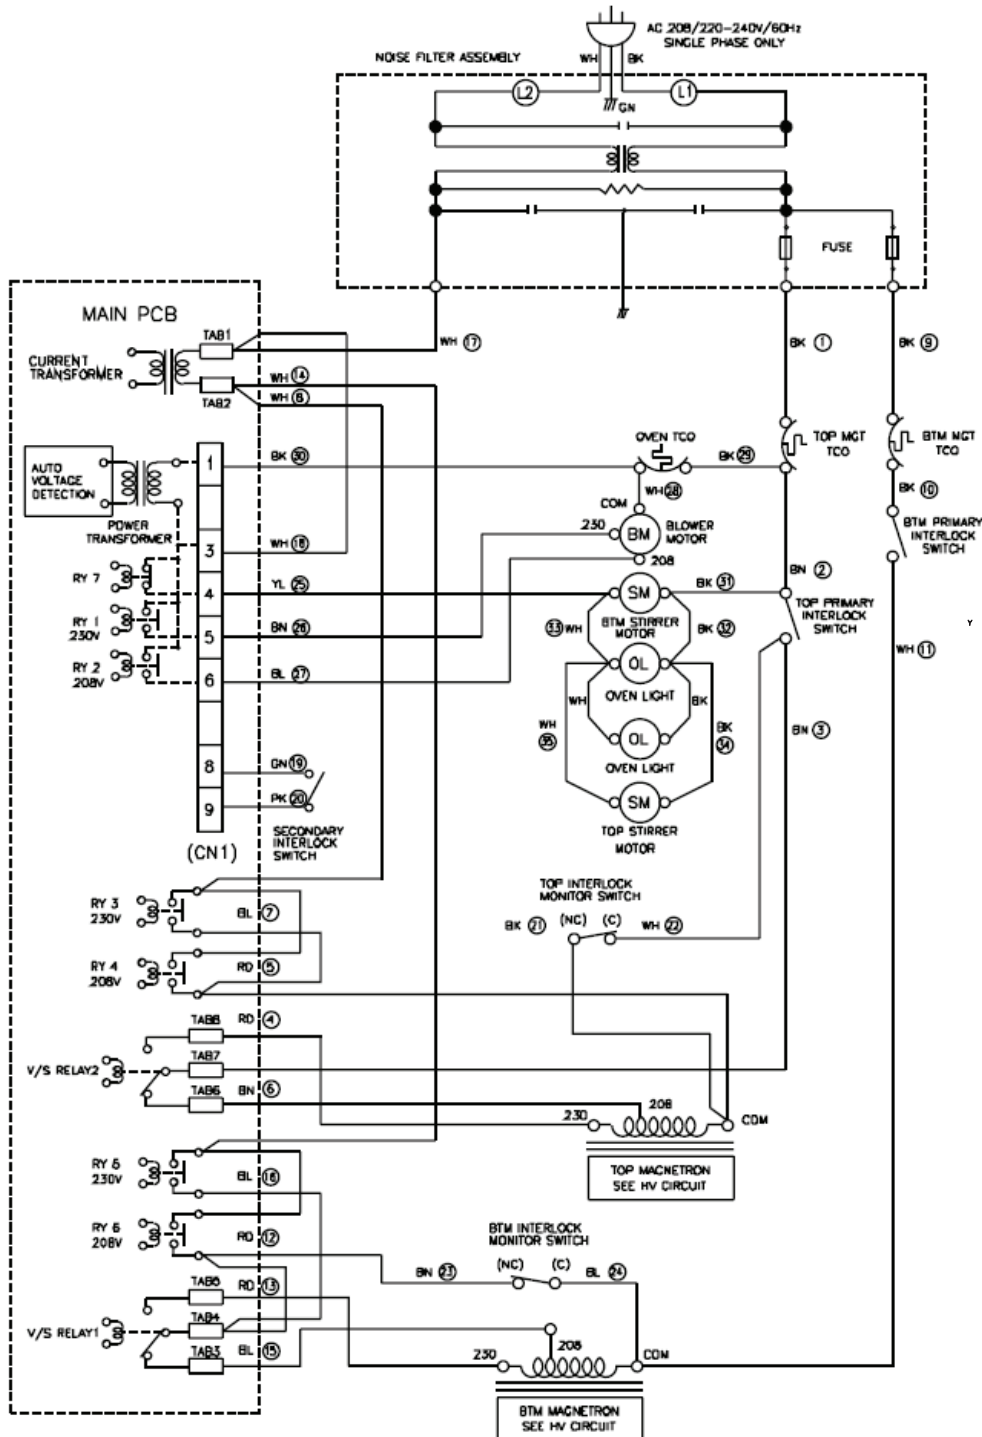 AC .208/220-240V/60Hz
SINGLE PHASE ONLY
NOISE FILTER ASSEMBLY
WH
BK
L2
L1
GN
FUSE
MAIN PCB
TAB1
CURRENT
TRANSFORMER
TAB2
WH 17
BK 1
BK 9
WH 14
WH 8
AUTO
VOLTAGE
DETECTION
POWER
TRANSFORMER
1
BK 30
OVEN TCO
BK 29
TOP MGT
TCO
BTM MGT
TCO
WH 28
BK 10
COM
.230
BM
BLOWER
MOTOR
.208
BTM PRIMARY
INTERLOCK
SWITCH
3
WH 18
RY 7
4
YL 25
SM
BK 31
BN 2
TOP PRIMARY
INTERLOCK
SWITCH
RY 1
.230V
5
BN 26
33 WH
BTM STIRRER
MOTOR
BK 32
Y
RY 2
.208V
6
BL 27
OL
OVEN LIGHT
WH 11
WH
BK
WH
35
OL
BK
34
BN 3
OVEN LIGHT
8
GN 19
9
PK 20
SM
SECONDARY
INTERLOCK
SWITCH
TOP STIRRER
MOTOR
(CN1)
TOP INTERLOCK
MONITOR SWITCH
RY 3
230V
BL 7
BK 21
(NC)
(C)
WH 22
RY 4
.208V
RD 5
TAB8
RD 4
V/S RELAY2
TAB7
TAB6
BN 6
.230
.208
COM
TOP MAGNETRON
SEE HV CIRCUIT
RY 5
230V
BL 16
RY 6
208V
RD 12
BTM INTERLOCK
MONITOR SWITCH
BN 23
(NC)
(C)
BL 24
TAB5
RD 13
V/S RELAY1
TAB4
TAB3
BL 15
.230
.208
COM
BTM MAGNETRON
SEE HV CIRCUIT